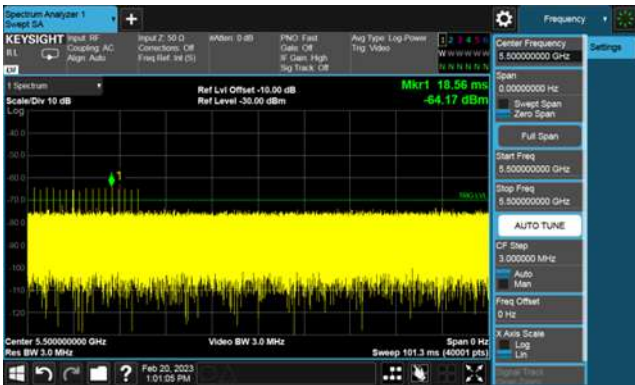 Spectrum Analyzer 1
Swept SA
+
Frequency
KEYSIGHT Input: RF
RL
Coupling: AC
Align: Auto
Input Z: 50 Ω
Corrections: Off
Freq Ref: Int (S)
#Atten: 0 dB
PNO: Fast
Gate: Off
IF Gain: High
Sig Track: Off
Avg Type: Log-Power
Trig: Video
1 2 3 4 5 6
W W W W W W
N N N N N N
Center Frequency
5.500000000 GHz
Settings
Span
0.00000000 Hz
Swept Span
Zero Span
Full Span
Start Freq
5.500000000 GHz
Stop Freq
5.500000000 GHz
AUTO TUNE
CF Step
3.000000 MHz
Auto
Man
Freq Offset
0 Hz
X Axis Scale
Log
Lin
Signal Track
1 Spectrum
Scale/Div 10 dB
Log
Ref Lvl Offset -10.00 dB
Ref Level -30.00 dBm
Mkr1 18.56 ms
-64.17 dBm
-40.0
-50.0
1
-70.0
TRIG LVL
-80.0
-90.0
-100
-110
-120
Center 5.500000000 GHz
Res BW 3.0 MHz
Video BW 3.0 MHz
Span 0 Hz
Sweep 101.3 ms (40001 pts)
?
Feb 20, 2023
1:01:05 PM